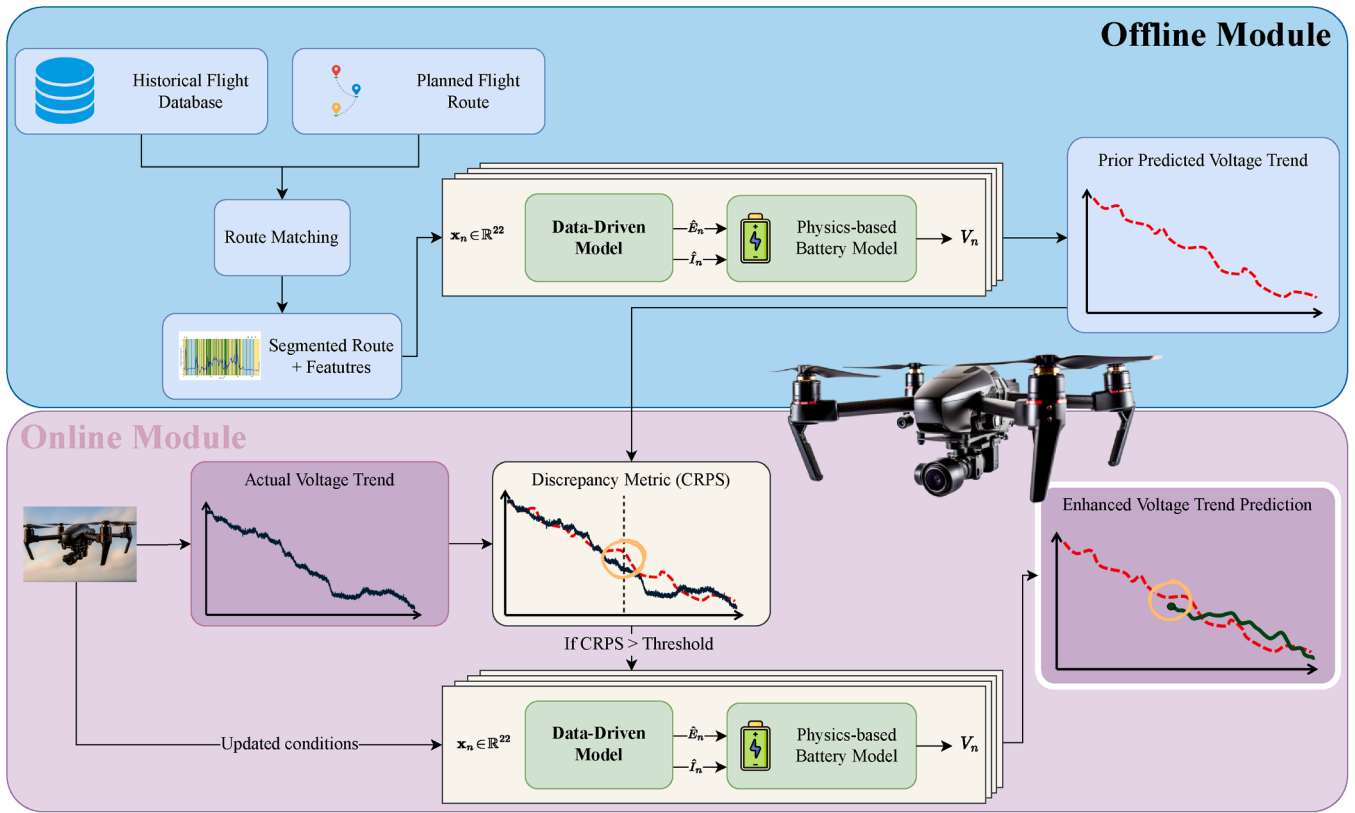 Offline Module
Historical Flight
Database
Planned Flight
Route
Route Matching
Segmented Route
+ Featutres
𝐱ₙ ∈ ℝ²²
Data-Driven
Model
Êₙ
Îₙ
Physics-based
Battery Model
Vₙ
Prior Predicted Voltage Trend
Online Module
Actual Voltage Trend
Discrepancy Metric (CRPS)
If CRPS > Threshold
Updated conditions
𝐱ₙ ∈ ℝ²²
Data-Driven
Model
Êₙ
Îₙ
Physics-based
Battery Model
Vₙ
Enhanced Voltage Trend Prediction